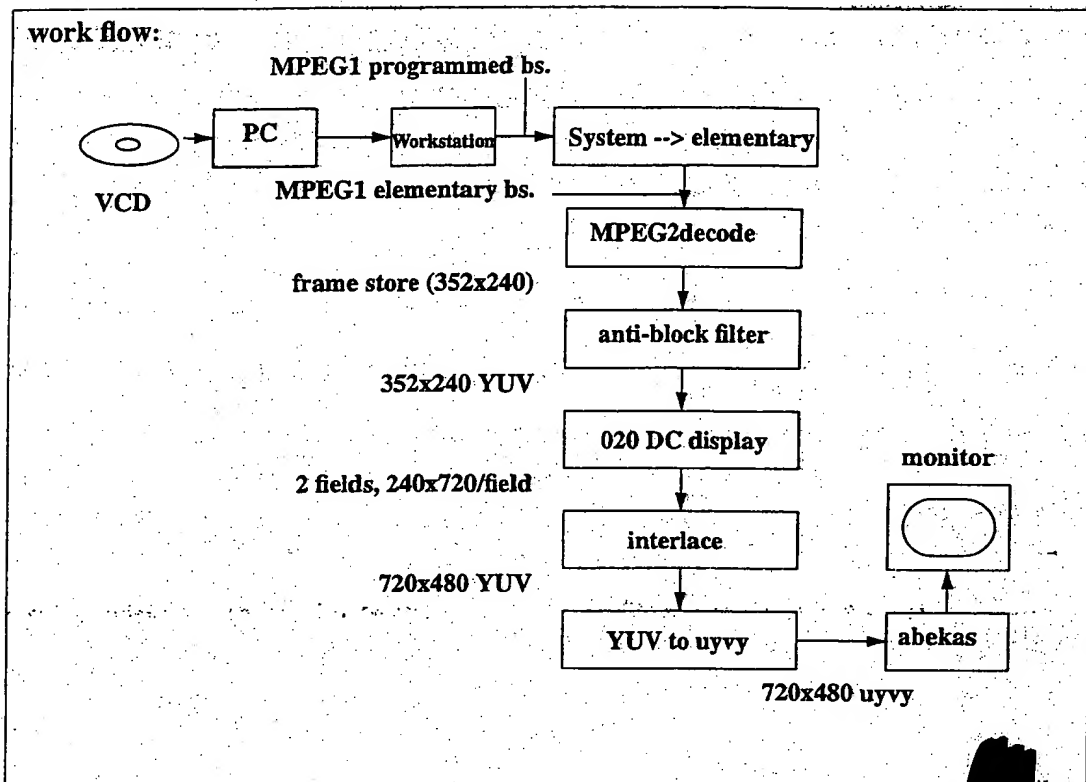 work flow:
MPEG1 programmed bs.
PC
Workstation
System --> elementary
VCD
MPEG1 elementary bs.
MPEG2decode
frame store (352x240)
anti-block filter
352x240 YUV
020 DC display
monitor
2 fields, 240x720/field
interlace
720x480 YUV
YUV to uyvy
abekas
720x480 uyvy